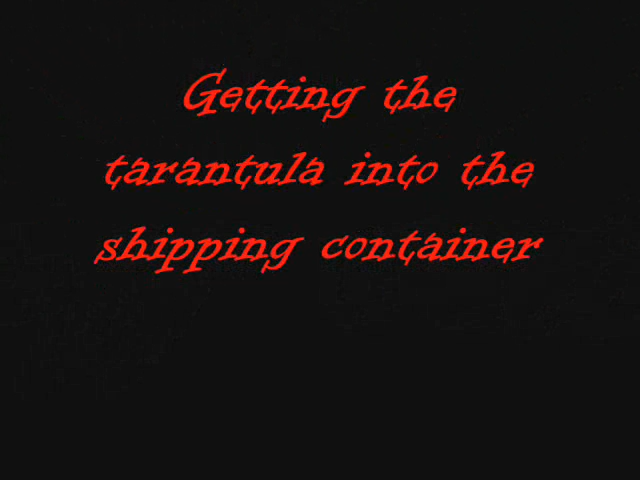 Getting the
tarantula into the
shipping container